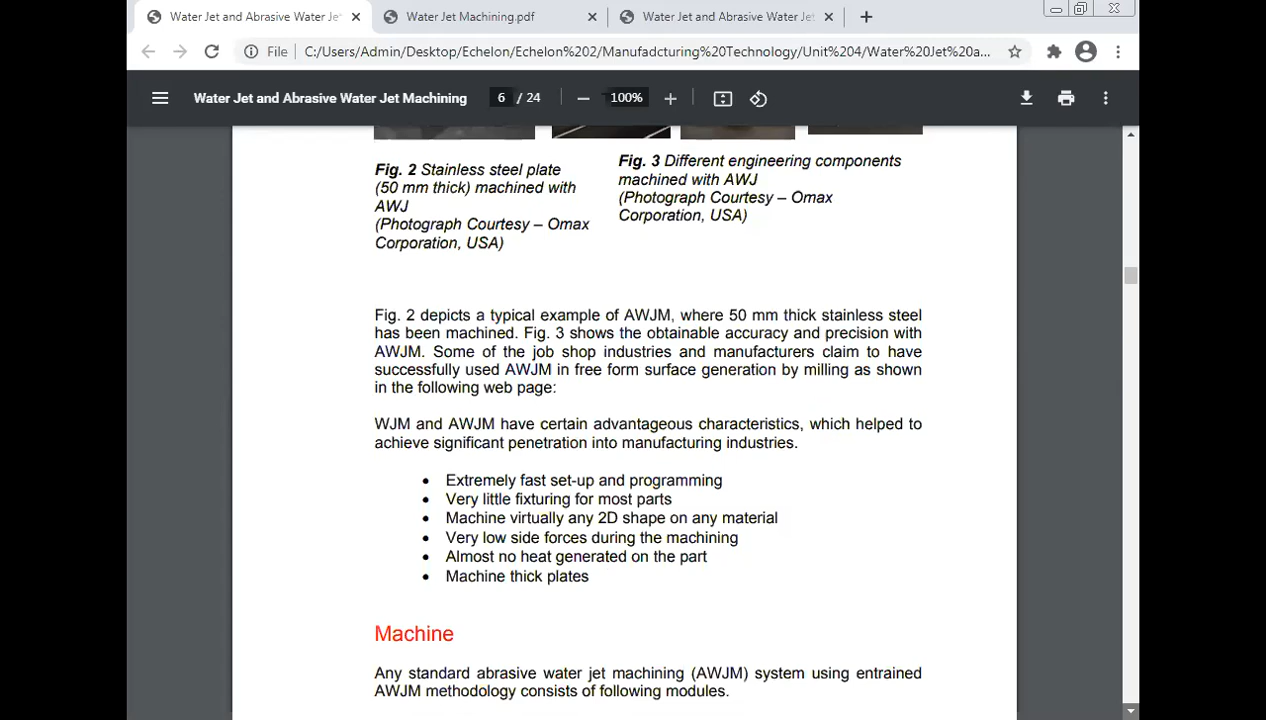 Water Jet and Abrasive Water Je
Water Jet Machining.pdf
Water Jet and Abrasive Water Jet
File
C:/Users/Admin/Desktop/Echelon/Echelon%202/Manufadcturing%20Technology/Unit%204/Water%20Jet%20a...
Water Jet and Abrasive Water Jet Machining
6 / 24
100%
Fig. 2 Stainless steel plate
(50 mm thick) machined with
AWJ
(Photograph Courtesy – Omax
Corporation, USA)
Fig. 3 Different engineering components
machined with AWJ
(Photograph Courtesy – Omax
Corporation, USA)
Fig. 2 depicts a typical example of AWJM, where 50 mm thick stainless steel
has been machined. Fig. 3 shows the obtainable accuracy and precision with
AWJM. Some of the job shop industries and manufacturers claim to have
successfully used AWJM in free form surface generation by milling as shown
in the following web page:
WJM and AWJM have certain advantageous characteristics, which helped to
achieve significant penetration into manufacturing industries.
• Extremely fast set-up and programming
• Very little fixturing for most parts
• Machine virtually any 2D shape on any material
• Very low side forces during the machining
• Almost no heat generated on the part
• Machine thick plates
Machine
Any standard abrasive water jet machining (AWJM) system using entrained
AWJM methodology consists of following modules.